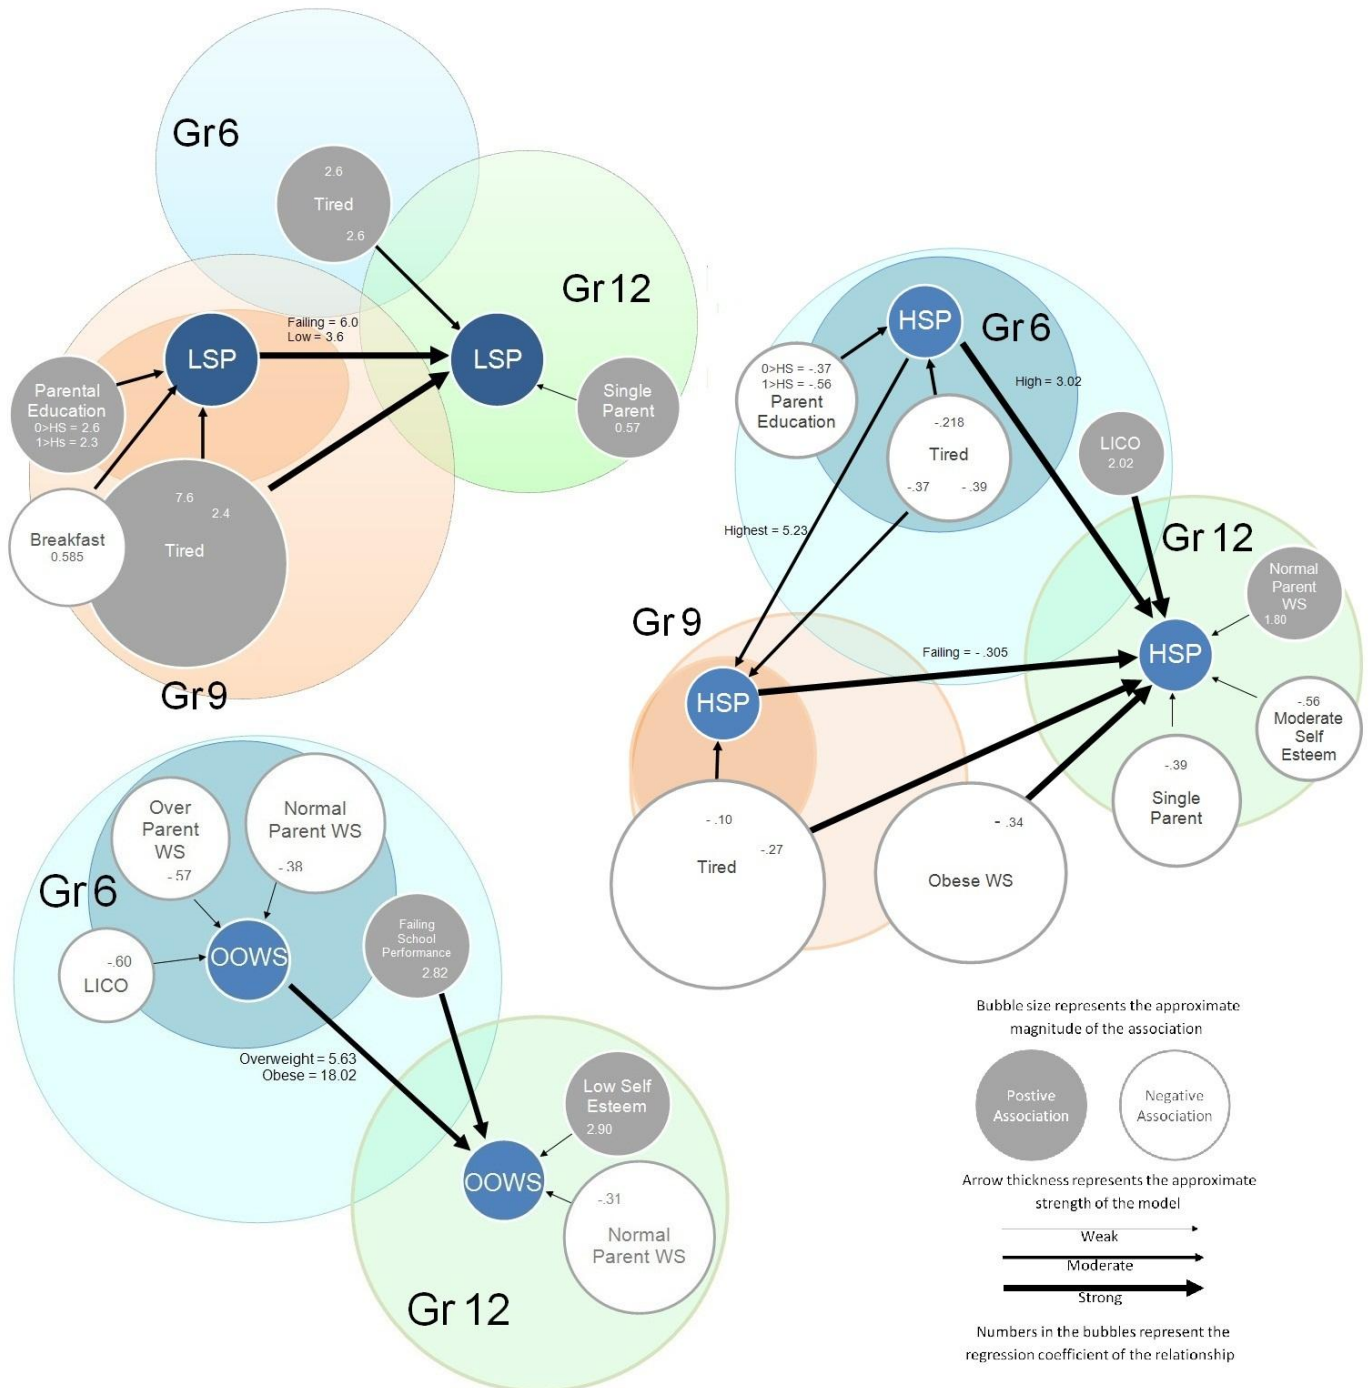 Gr6
2.6
Tired
2.6
Gr12
Failing = 6.0
Low = 3.6
LSP
LSP
Parental
Education
0>HS = 2.6
1>Hs = 2.3
Single
Parent
0.57
7.6
2.4
Tired
Breakfast
0.585
Gr9
HSP
Gr6
0>HS = -.37
1>HS = -.56
Parent
Education
High = 3.02
-.218
Tired
-.37 -.39
LICO
2.02
Highest = 5.23
Gr12
Normal
Parent
WS
1.80
Gr9
Failing = -.305
HSP
HSP
-.56
Moderate
Self
Esteem
-.39
Single
Parent
-.10
-.27
Tired
-.34
Obese WS
Over
Parent
WS
-.57
Normal
Parent WS
-.38
Gr6
Failing
School
Performance
2.82
OOWS
-.60
LICO
Overweight = 5.63
Obese = 18.02
Low Self
Esteem
2.90
OOWS
-.31
Normal
Parent WS
Gr12
Bubble size represents the approximate
magnitude of the association
Postive
Association
Negative
Association
Arrow thickness represents the approximate
strength of the model
Weak
Moderate
Strong
Numbers in the bubbles represent the
regression coefficient of the relationship